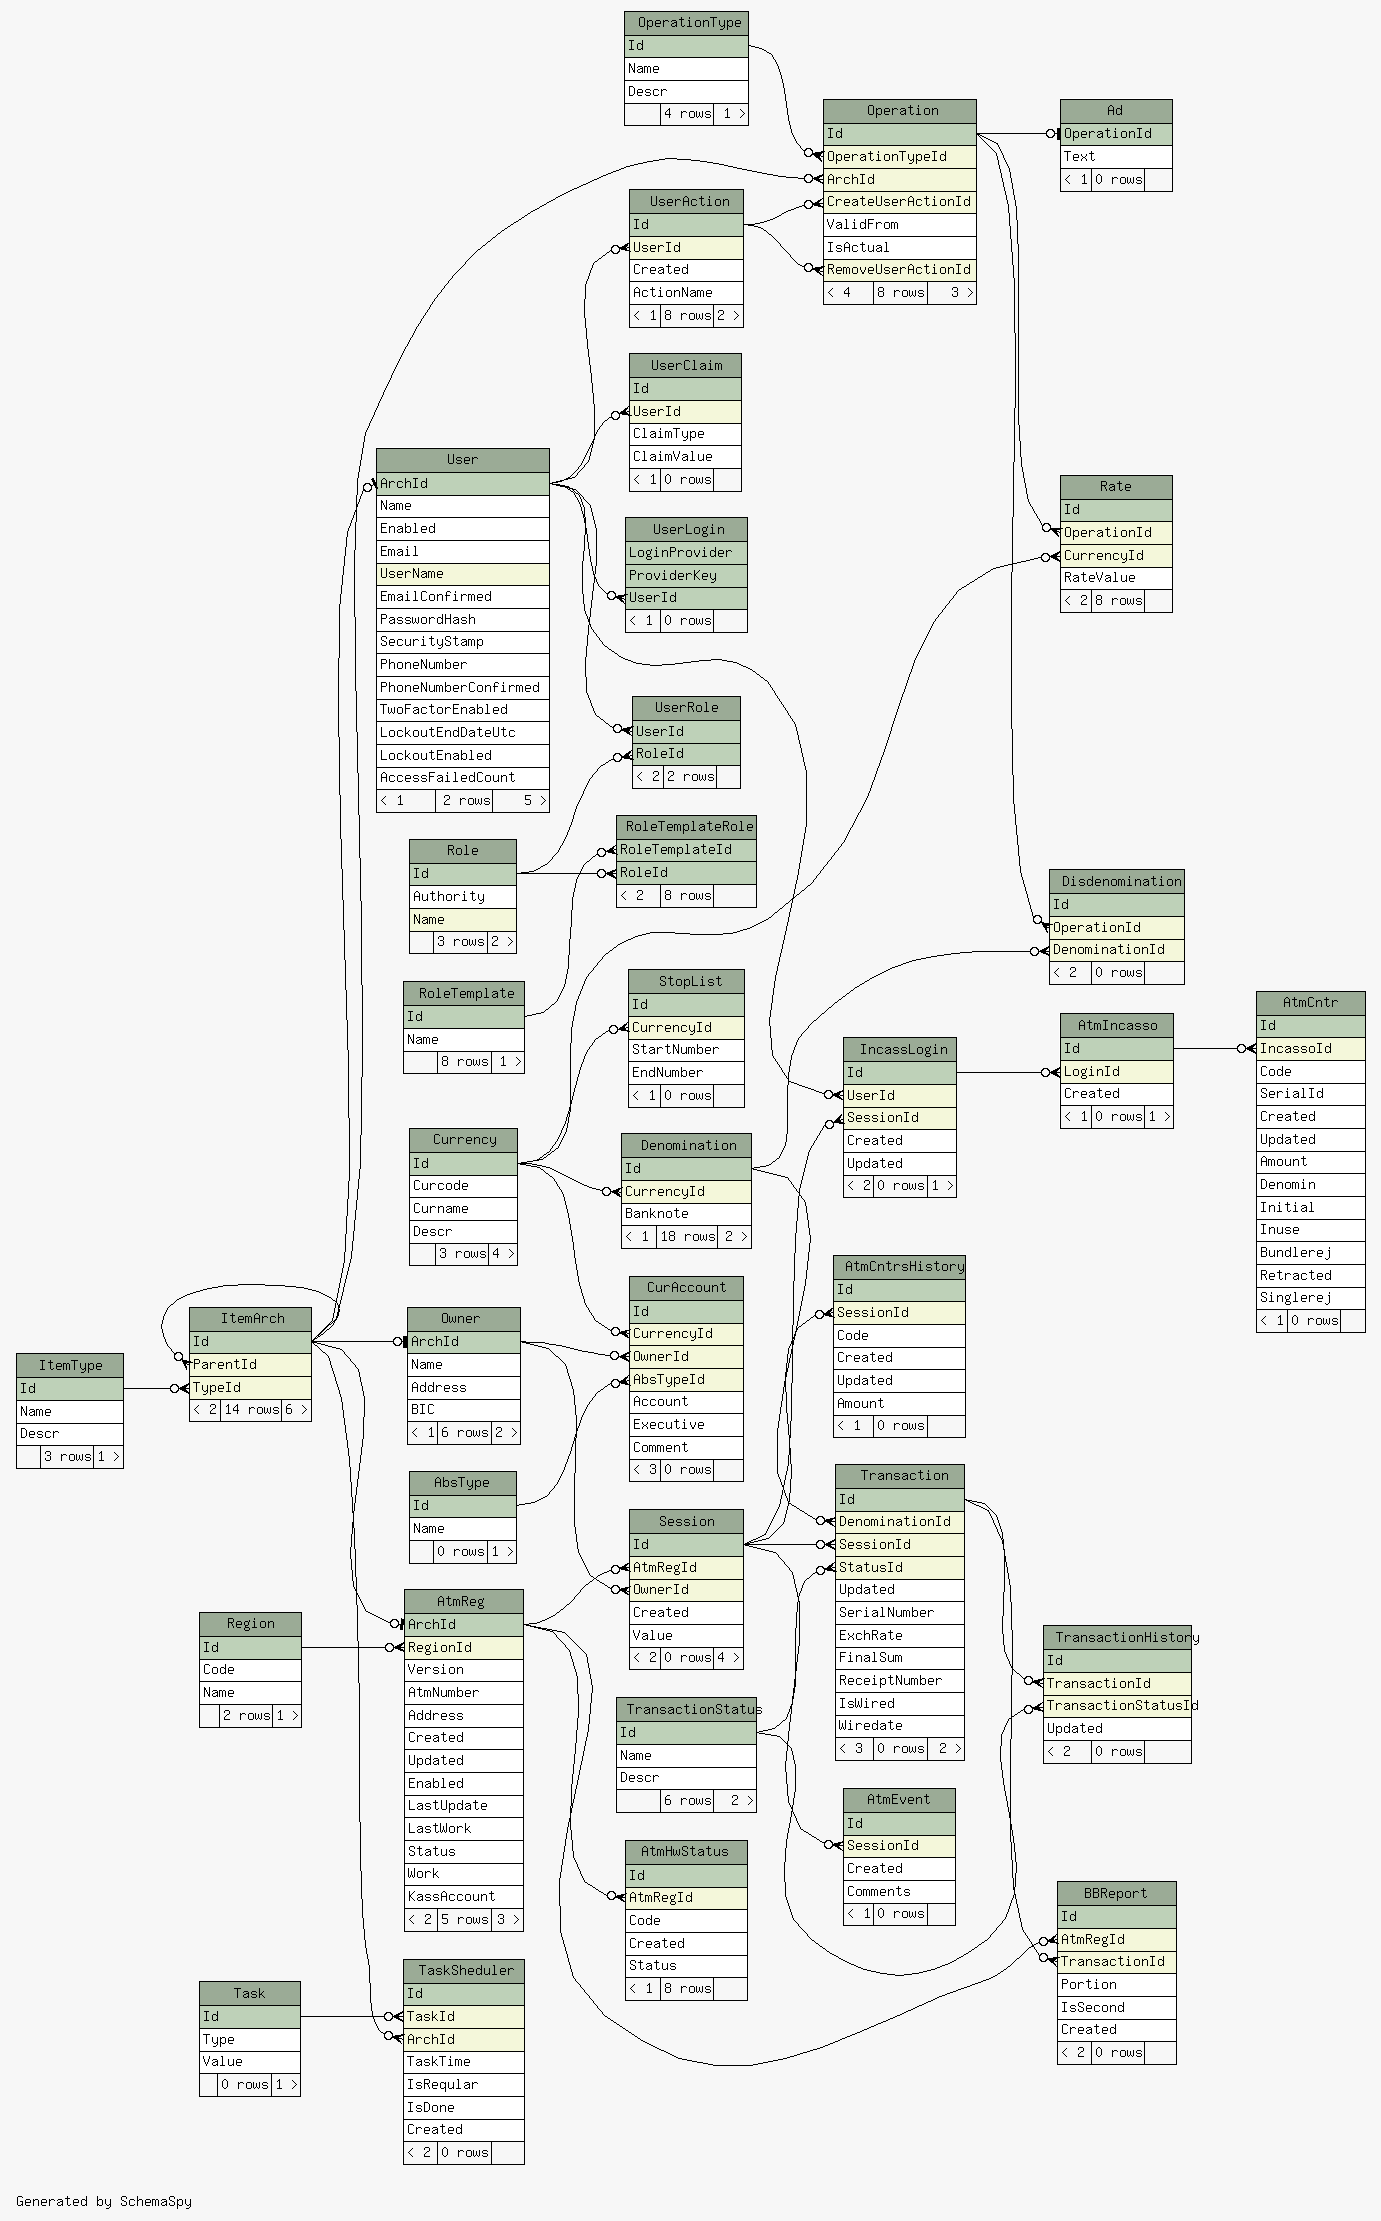 OperationType
Id
Name
Descr
4 rows 1 >
Operation
Id
OperationTypeId
ArchId
CreateUserActionId
ValidFrom
IsActual
RemoveUserActionId
< 4 8 rows 3 >
Ad
OperationId
Text
< 1 0 rows
UserAction
Id
UserId
Created
ActionName
< 1 8 rows 2 >
UserClaim
Id
UserId
ClaimType
ClaimValue
< 1 0 rows
User
ArchId
Name
Enabled
Email
UserName
EmailConfirmed
PasswordHash
SecurityStamp
PhoneNumber
PhoneNumberConfirmed
TwoFactorEnabled
LockoutEndDateUtc
LockoutEnabled
AccessFailedCount
< 1 2 rows 5 >
Rate
Id
OperationId
CurrencyId
RateValue
< 2 8 rows
UserLogin
LoginProvider
ProviderKey
UserId
< 1 0 rows
UserRole
UserId
RoleId
< 2 2 rows
RoleTemplateRole
RoleTemplateId
RoleId
< 2 8 rows
Role
Id
Authority
Name
3 rows 2 >
Disdenomination
Id
OperationId
DenominationId
< 2 0 rows
RoleTemplate
Id
Name
8 rows 1 >
StopList
Id
CurrencyId
StartNumber
EndNumber
< 1 0 rows
AtmCntr
Id
IncassoId
Code
SerialId
Created
Updated
Amount
Denomin
Initial
Inuse
Bundlerej
Retracted
Singlerej
< 1 0 rows
AtmIncasso
Id
LoginId
Created
< 1 0 rows 1 >
IncassLogin
Id
UserId
SessionId
Created
Updated
< 2 0 rows 1 >
Currency
Id
Curcode
Curname
Descr
3 rows 4 >
Denomination
Id
CurrencyId
Banknote
< 1 18 rows 2 >
AtmCntrsHistory
Id
SessionId
Code
Created
Updated
Amount
< 1 0 rows
CurAccount
Id
CurrencyId
OwnerId
AbsTypeId
Account
Executive
Comment
< 3 0 rows
ItemArch
Id
ParentId
TypeId
< 2 14 rows 6 >
Owner
ArchId
Name
Address
BIC
< 1 6 rows 2 >
ItemType
Id
Name
Descr
3 rows 1 >
AbsType
Id
Name
0 rows 1 >
Transaction
Id
DenominationId
SessionId
StatusId
Updated
SerialNumber
ExchRate
FinalSum
ReceiptNumber
IsWired
Wiredate
< 3 0 rows 2 >
Session
Id
AtmRegId
OwnerId
Created
Value
< 2 0 rows 4 >
AtmReg
ArchId
RegionId
Version
AtmNumber
Address
Created
Updated
Enabled
LastUpdate
LastWork
Status
Work
KassAccount
< 2 5 rows 3 >
Region
Id
Code
Name
2 rows 1 >
TransactionHistory
Id
TransactionId
TransactionStatusId
Updated
< 2 0 rows
TransactionStatus
Id
Name
Descr
6 rows 2 >
AtmEvent
Id
SessionId
Created
Comments
< 1 0 rows
AtmHwStatus
Id
AtmRegId
Code
Created
Status
< 1 8 rows
BBReport
Id
AtmRegId
TransactionId
Portion
IsSecond
Created
< 2 0 rows
TaskSheduler
Id
TaskId
ArchId
TaskTime
IsReqular
IsDone
Created
< 2 0 rows
Task
Id
Type
Value
0 rows 1 >
Generated by SchemaSpy